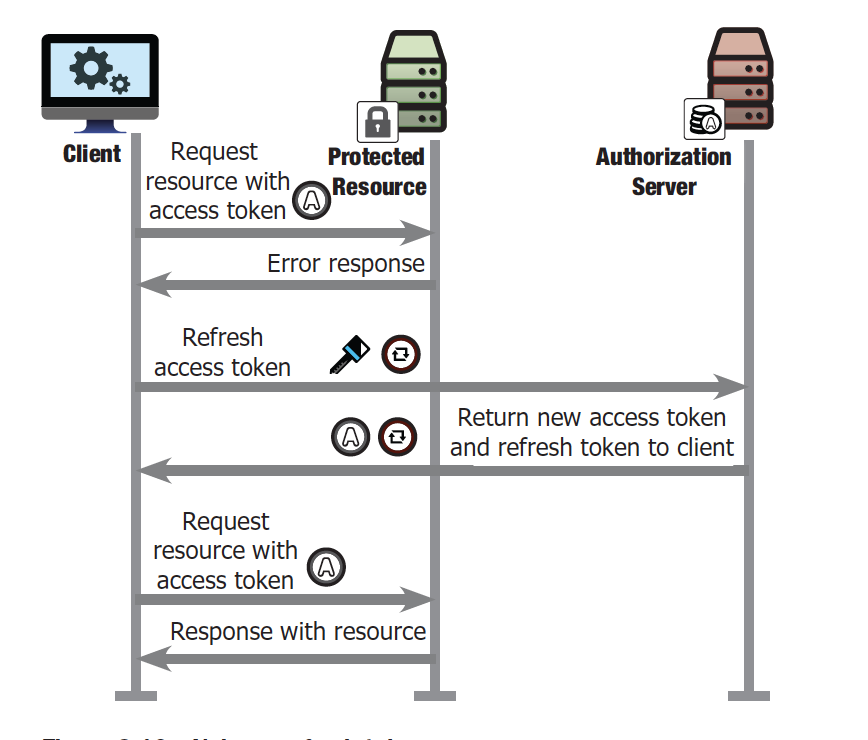 Client
Protected
Resource
Authorization
Server
Request
resource with
access token
A
Error response
Refresh
access token
Return new access token
and refresh token to client
A
Request
resource with
access token
A
Response with resource